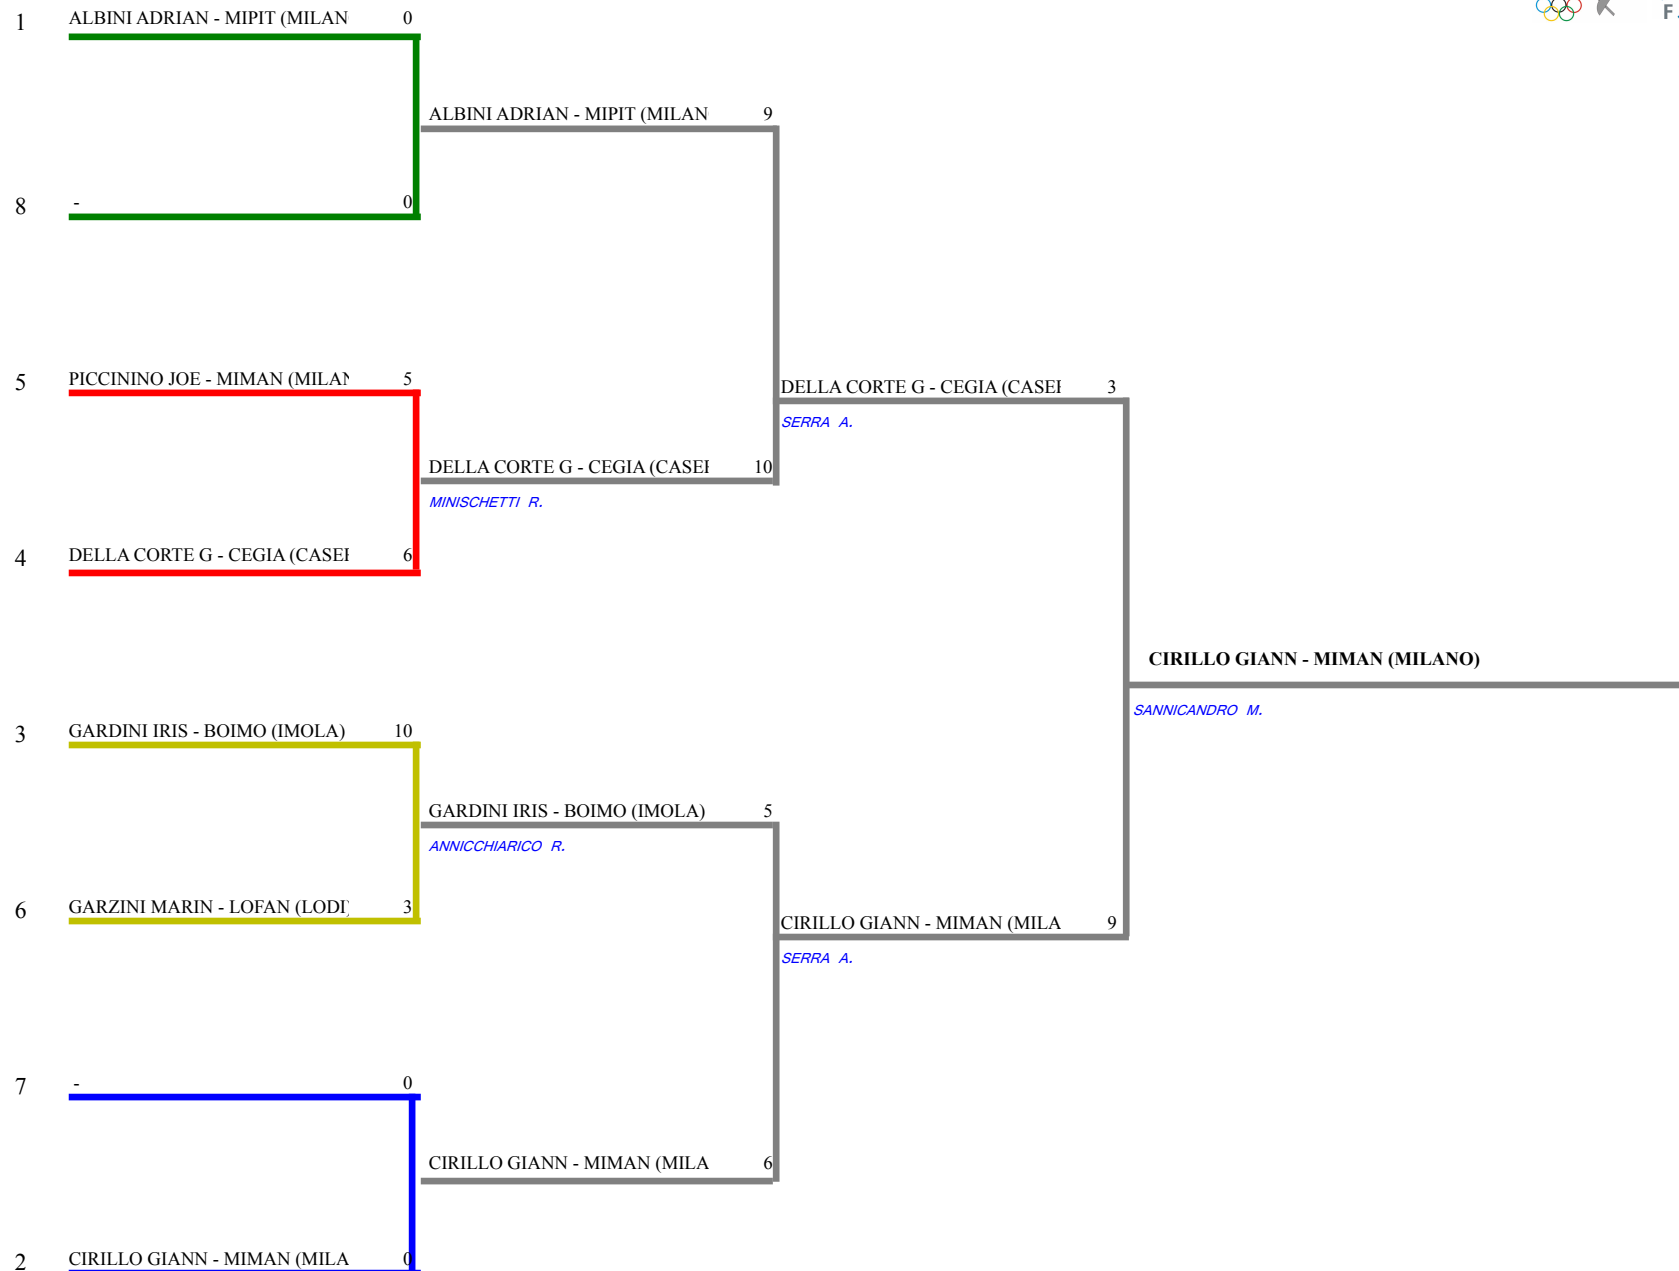 1 ALBINI ADRIAN - MIPIT (MILAN 0
F
ALBINI ADRIAN - MIPIT (MILAN 9
8 - 0
5 PICCININO JOE - MIMAN (MILAN 5
DELLA CORTE G - CEGIA (CASEI 3
SERRA A.
DELLA CORTE G - CEGIA (CASEI 10
MINISCHETTI R.
4 DELLA CORTE G - CEGIA (CASEI 6
CIRILLO GIANN - MIMAN (MILANO)
SANNICANDRO M.
3 GARDINI IRIS - BOIMO (IMOLA) 10
GARDINI IRIS - BOIMO (IMOLA) 5
ANNICCHIARICO R.
6 GARZINI MARIN - LOFAN (LODI) 3
CIRILLO GIANN - MIMAN (MILA 9
SERRA A.
7 - 0
CIRILLO GIANN - MIMAN (MILA 6
2 CIRILLO GIANN - MIMAN (MILA 0